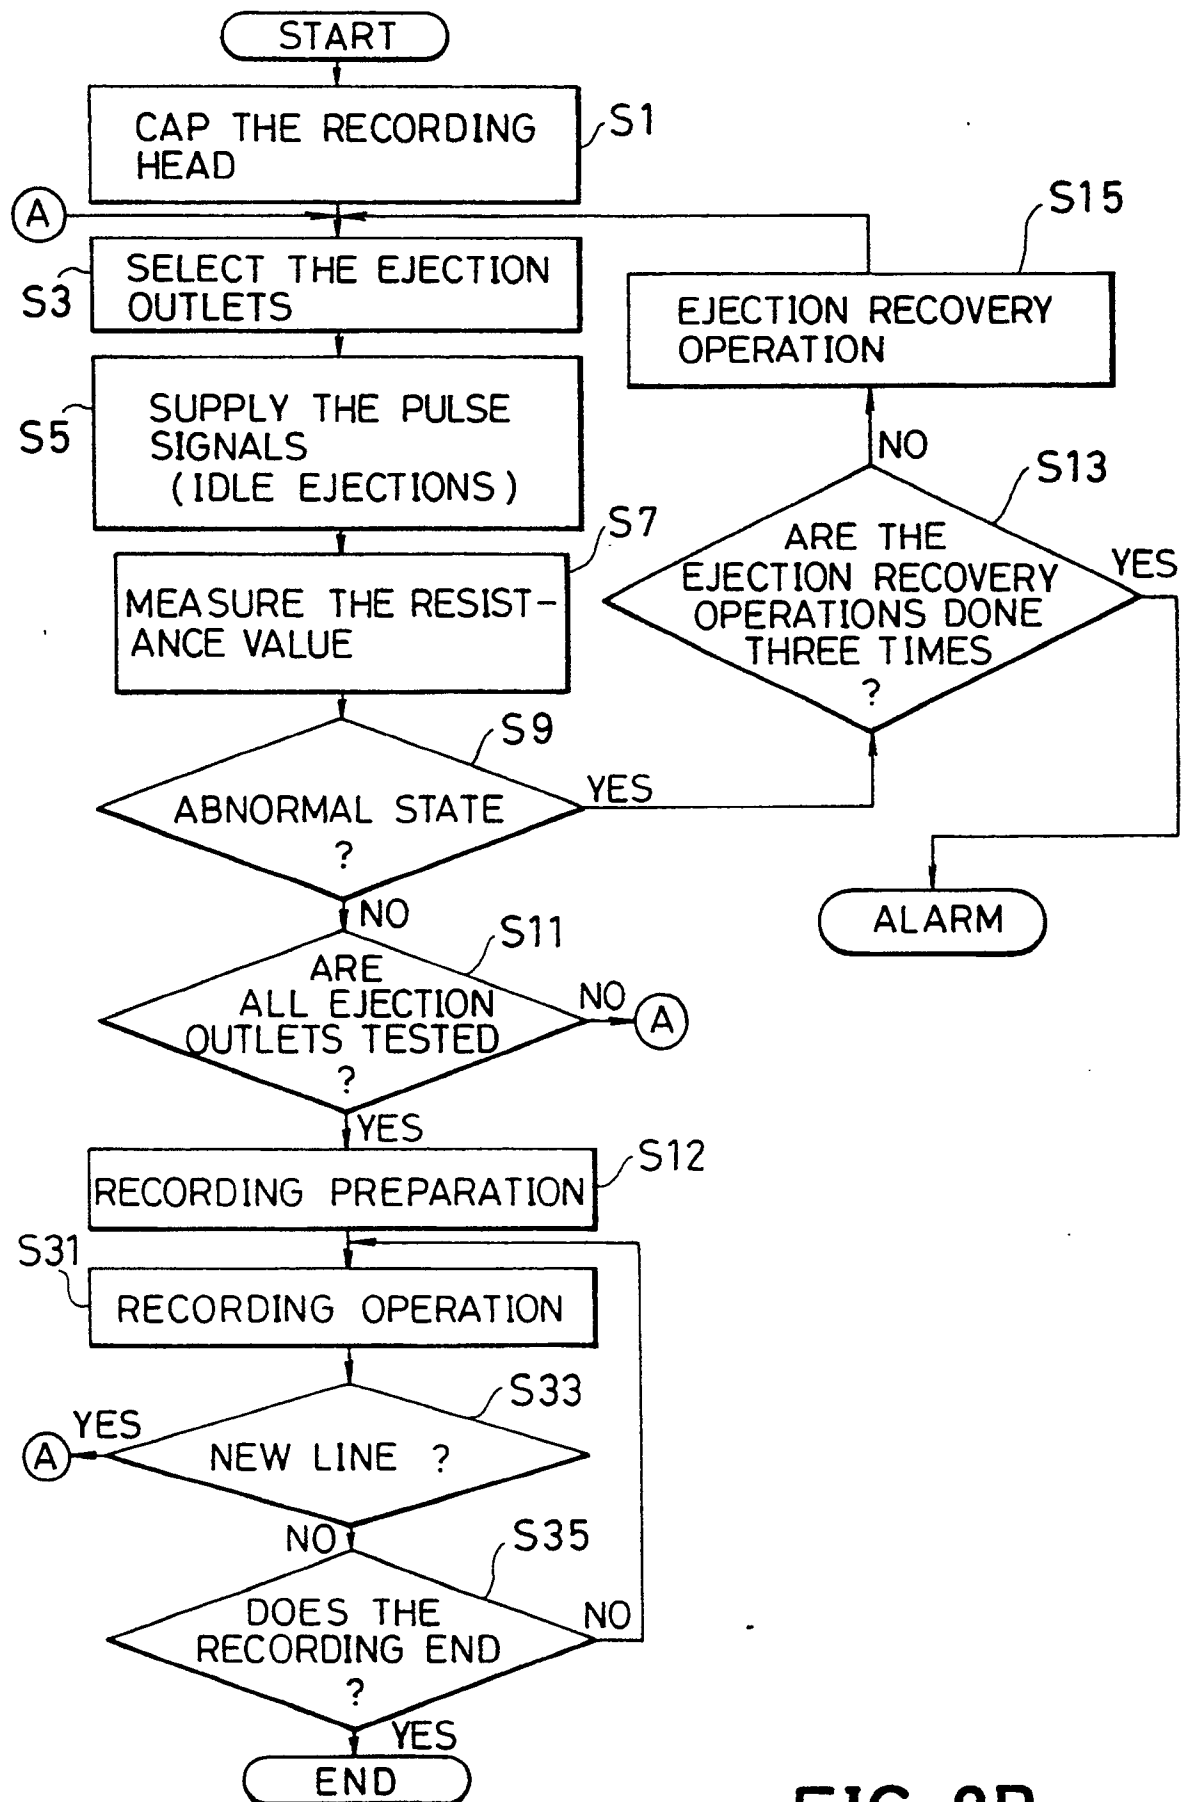 START
CAP THE RECORDING
HEAD
S1
A
S3
SELECT THE EJECTION
OUTLETS
S15
EJECTION RECOVERY
OPERATION
S5
SUPPLY THE PULSE
SIGNALS
(IDLE EJECTIONS)
NO
S13
ARE THE
EJECTION RECOVERY
OPERATIONS DONE
THREE TIMES
?
YES
S7
MEASURE THE RESIST-
ANCE VALUE
S9
ABNORMAL STATE
?
YES
ALARM
NO
S11
ARE
ALL EJECTION
OUTLETS TESTED
?
NO
A
YES
S12
RECORDING PREPARATION
S31
RECORDING OPERATION
S33
NEW LINE ?
YES
A
NO
S35
DOES THE
RECORDING END
?
NO
YES
END